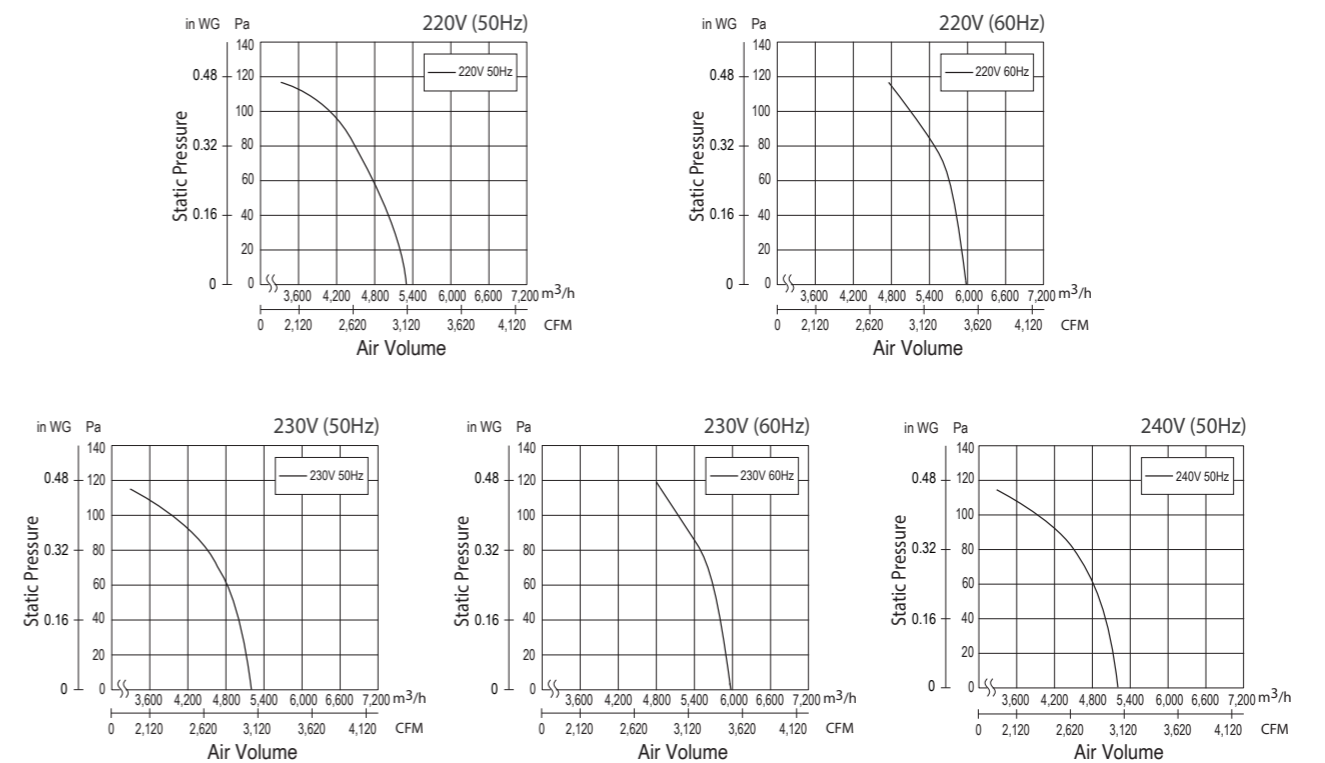 in WG Pa 220V (50Hz)
140
220V 50Hz
0.48 120
100
0.32 80
60
0.16 40
20
0 0
Static Pressure
3,600 4,200 4,800 5,400 6,000 6,600 7,200 m3/h
0 2,120 2,620 3,120 3,620 4,120 CFM
Air Volume
in WG Pa 220V (60Hz)
140
220V 60Hz
0.48 120
100
0.32 80
60
0.16 40
20
0 0
Static Pressure
3,600 4,200 4,800 5,400 6,000 6,600 7,200 m3/h
0 2,120 2,620 3,120 3,620 4,120 CFM
Air Volume
in WG Pa 230V (50Hz)
140
230V 50Hz
0.48 120
100
0.32 80
60
0.16 40
20
0 0
Static Pressure
3,600 4,200 4,800 5,400 6,000 6,600 7,200 m3/h
0 2,120 2,620 3,120 3,620 4,120 CFM
Air Volume
in WG Pa 230V (60Hz)
140
230V 60Hz
0.48 120
100
0.32 80
60
0.16 40
20
0 0
Static Pressure
3,600 4,200 4,800 5,400 6,000 6,600 7,200 m3/h
0 2,120 2,620 3,120 3,620 4,120 CFM
Air Volume
in WG Pa 240V (50Hz)
140
240V 50Hz
0.48 120
100
0.32 80
60
0.16 40
20
0 0
Static Pressure
3,600 4,200 4,800 5,400 6,000 6,600 7,200 m3/h
0 2,120 2,620 3,120 3,620 4,120 CFM
Air Volume